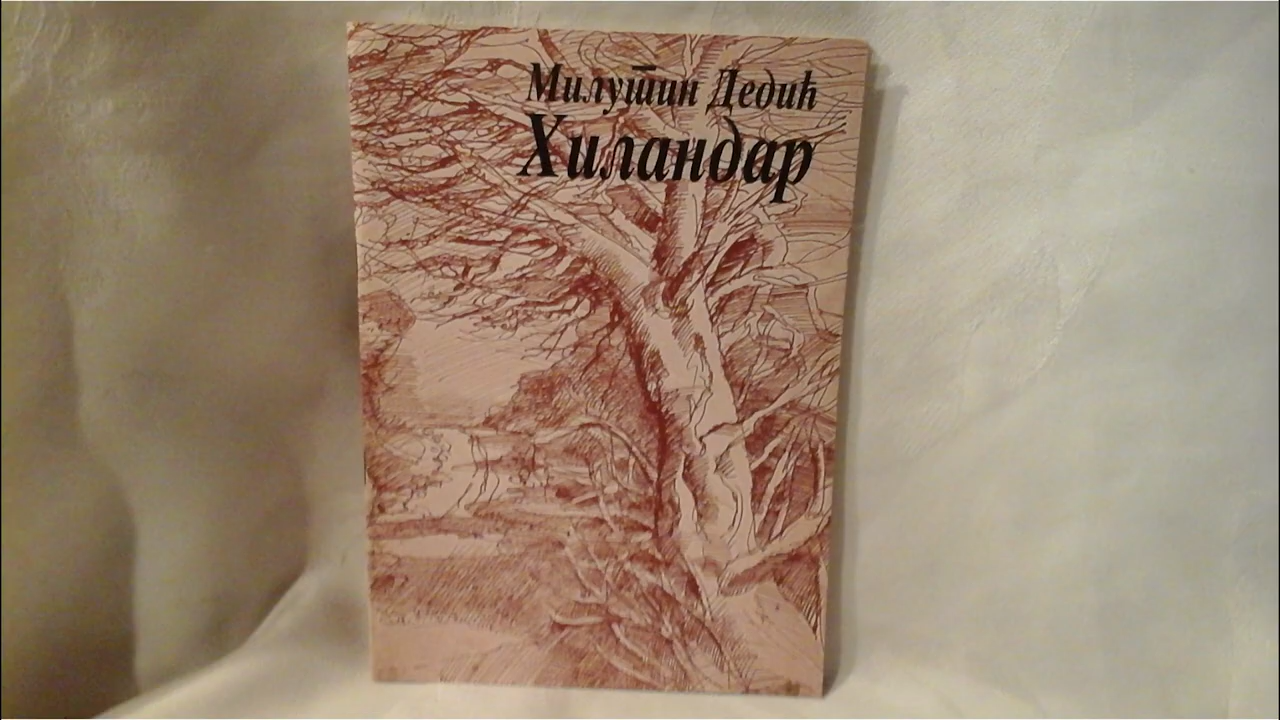 Милутин Дедић
Хиландар